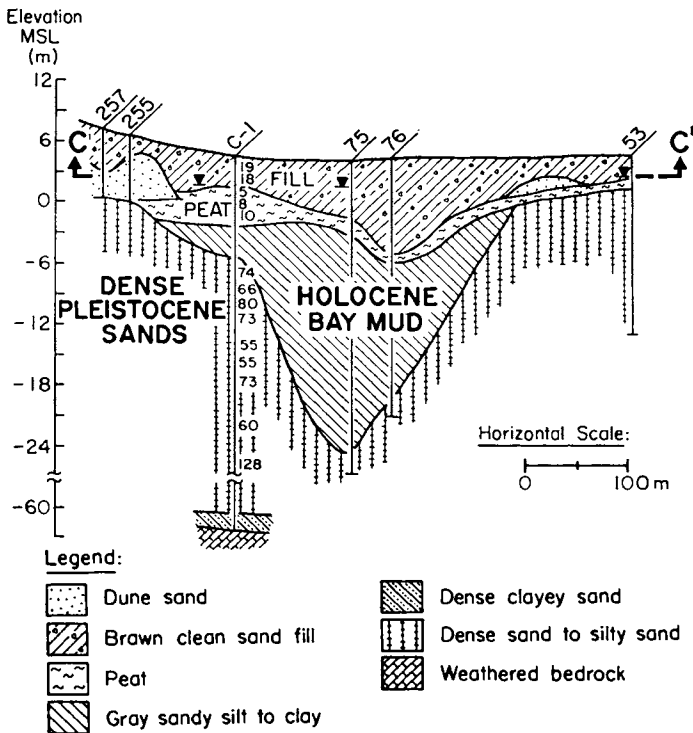 Elevation
MSL
(m)
12
6
0
-6
-12
-18
-24
-60
C
257
255
C-1
75
76
53
C'
19
18
5
8
10
FILL
PEAT
74
66
80
73
55
55
73
60
128
DENSE
PLEISTOCENE
SANDS
HOLOCENE
BAY MUD
Horizontal Scale:
0 100 m
Legend:
Dune sand
Brawn clean sand fill
Peat
Gray sandy silt to clay
Dense clayey sand
Dense sand to silty sand
Weathered bedrock